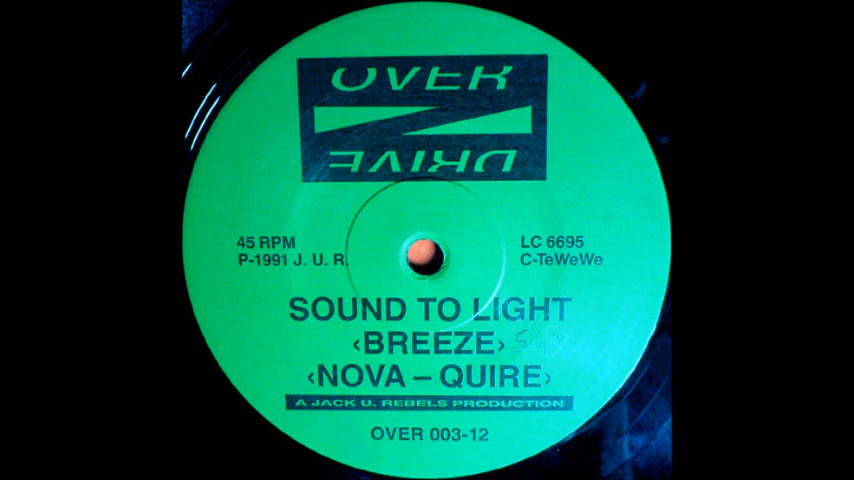 OVER
DRIVE
45 RPM
P-1991 J. U. R.
LC 6695
C-TeWeWe
SOUND TO LIGHT
‹BREEZE›
‹NOVA – QUIRE›
A JACK U. REBELS PRODUCTION
OVER 003-12